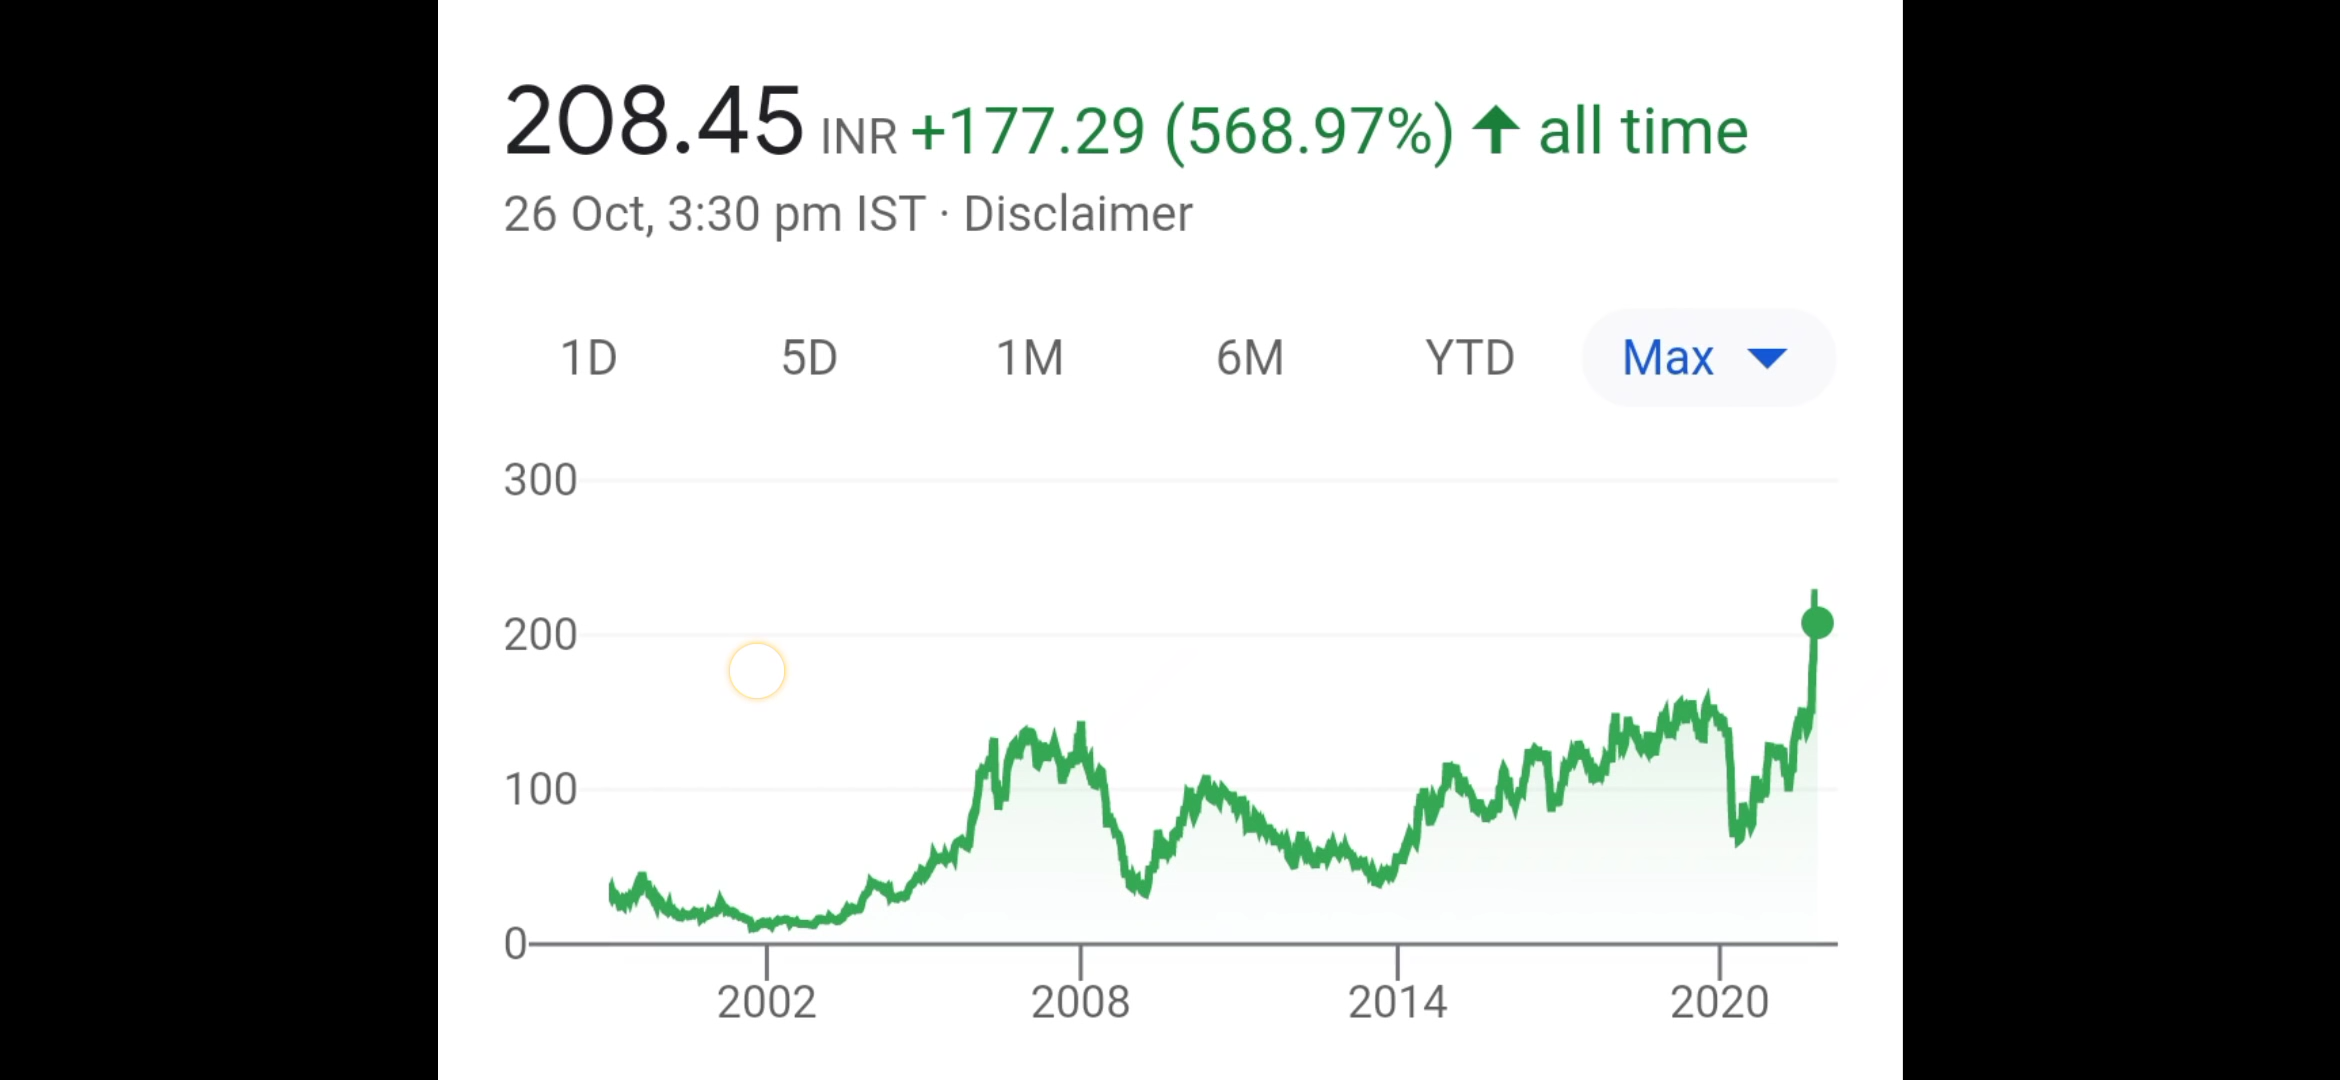 208.45 INR +177.29 (568.97%) ↑ all time
26 Oct, 3:30 pm IST · Disclaimer
1D 5D 1M 6M YTD Max
300
200
100
0
2002 2008 2014 2020